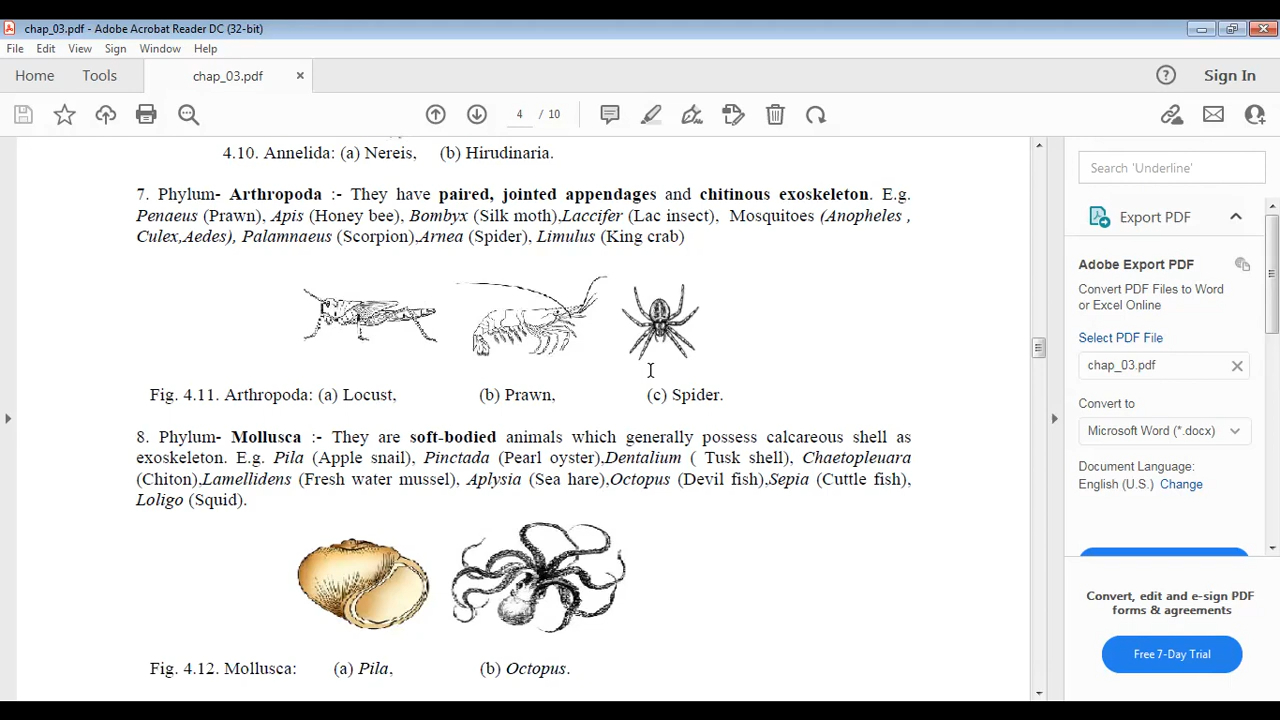 chap_03.pdf - Adobe Acrobat Reader DC (32-bit)
File Edit View Sign Window Help
Home Tools chap_03.pdf × Sign In
4 / 10
4.10. Annelida: (a) Nereis, (b) Hirudinaria.
7. Phylum- Arthropoda :- They have paired, jointed appendages and chitinous exoskeleton. E.g.
Penaeus (Prawn), Apis (Honey bee), Bombyx (Silk moth),Laccifer (Lac insect), Mosquitoes (Anopheles ,
Culex,Aedes), Palamnaeus (Scorpion),Arnea (Spider), Limulus (King crab)
Fig. 4.11. Arthropoda: (a) Locust, (b) Prawn, (c) Spider.
8. Phylum- Mollusca :- They are soft-bodied animals which generally possess calcareous shell as
exoskeleton. E.g. Pila (Apple snail), Pinctada (Pearl oyster),Dentalium ( Tusk shell), Chaetopleuara
(Chiton),Lamellidens (Fresh water mussel), Aplysia (Sea hare),Octopus (Devil fish),Sepia (Cuttle fish),
Loligo (Squid).
Fig. 4.12. Mollusca: (a) Pila, (b) Octopus.
Search 'Underline'
Export PDF
Adobe Export PDF
Convert PDF Files to Word
or Excel Online
Select PDF File
chap_03.pdf
Convert to
Microsoft Word (*.docx)
Document Language:
English (U.S.) Change
Convert, edit and e-sign PDF
forms & agreements
Free 7-Day Trial